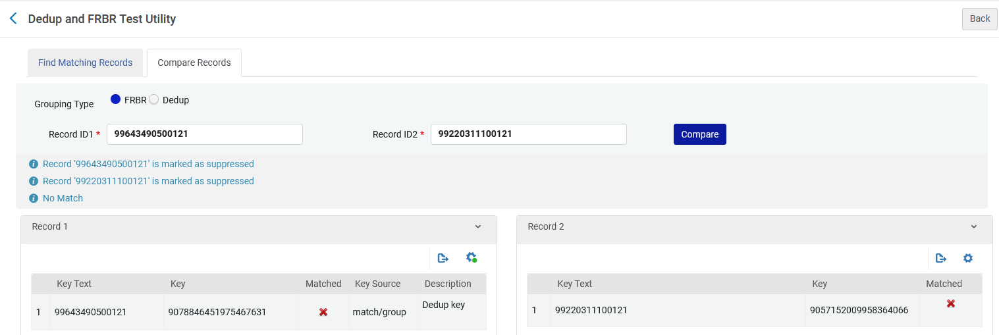 Dedup and FRBR Test Utility
Back
Find Matching Records
Compare Records
Grouping Type
FRBR
Dedup
Record ID1 *
99643490500121
Record ID2 *
99220311100121
Compare
Record '99643490500121' is marked as suppressed
Record '99220311100121' is marked as suppressed
No Match
Record 1
Key Text Key Matched Key Source Description
1 99643490500121 9078846451975467631 match/group Dedup key
Record 2
Key Text Key Matched
1 99220311100121 9057152009958364066